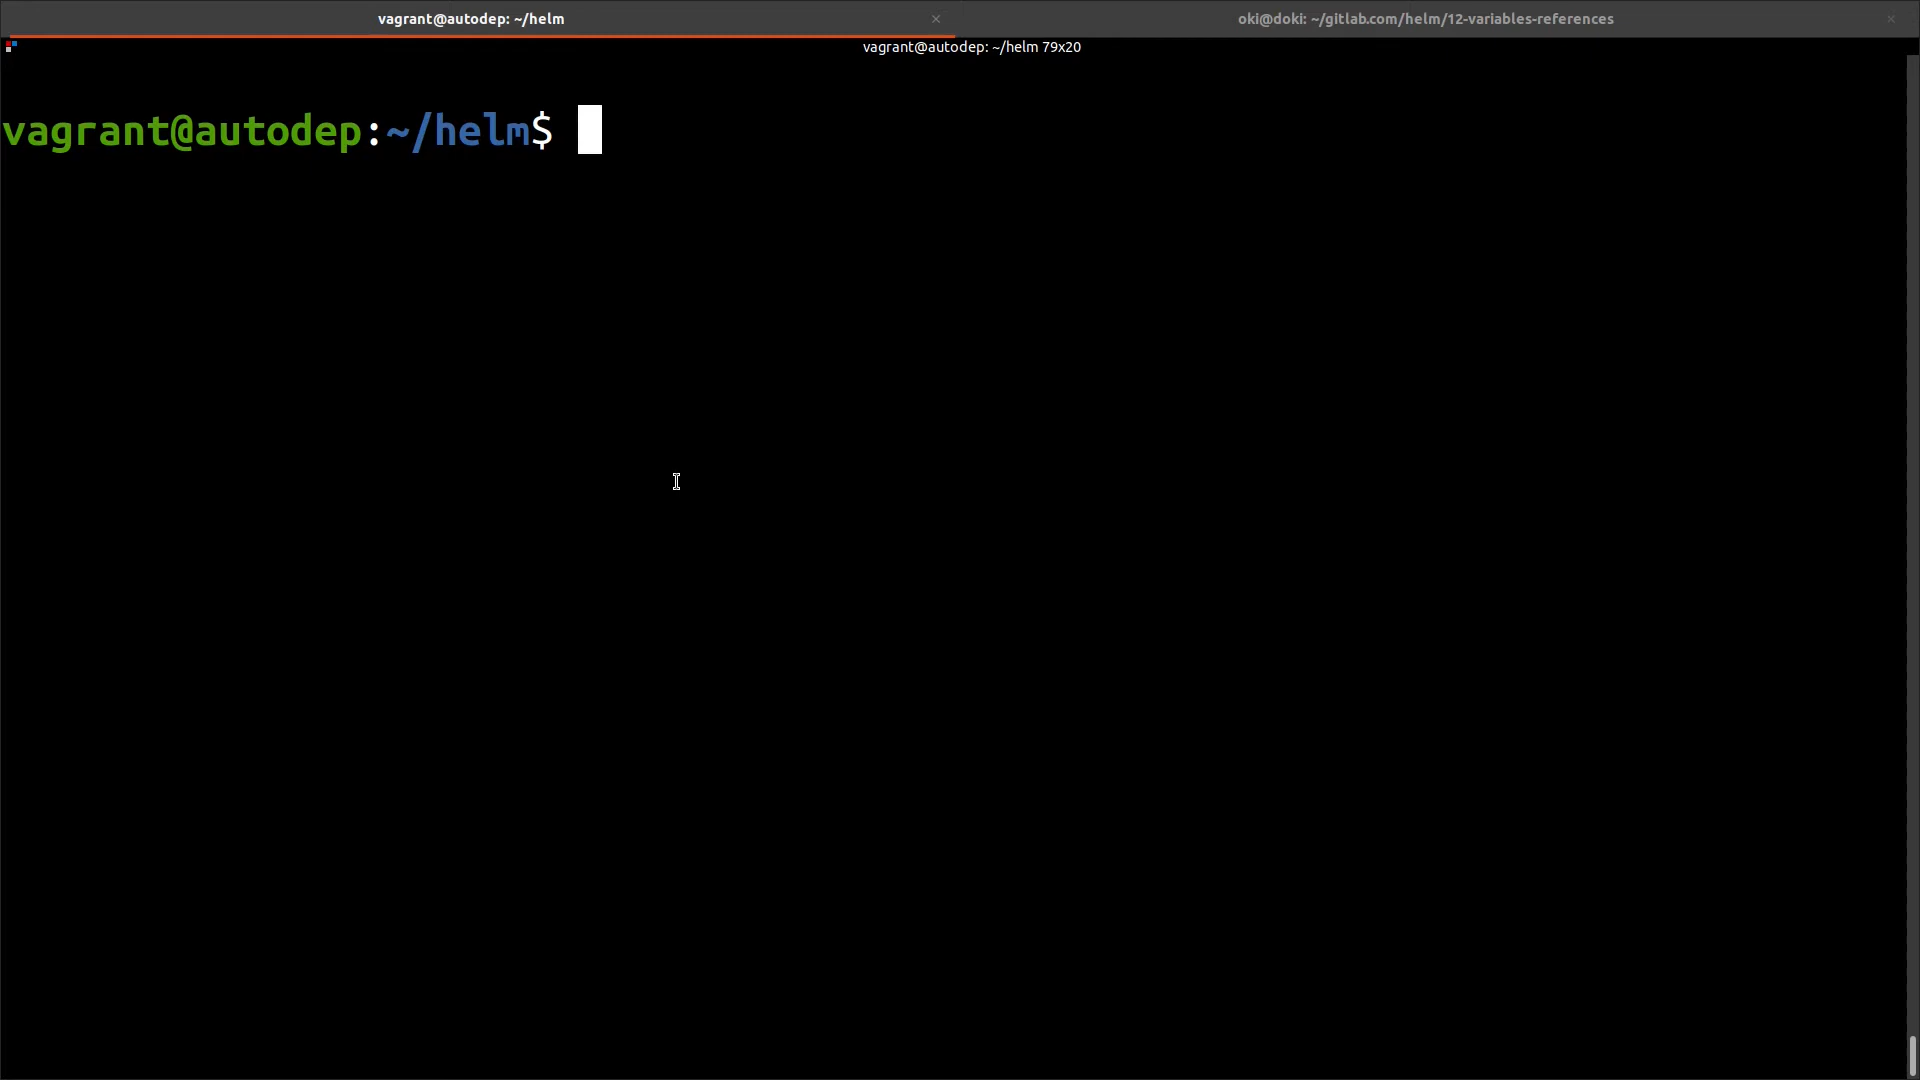 vagrant@autodep: ~/helm × oki@doki: ~/gitlab.com/helm/12-variables-references ×
vagrant@autodep: ~/helm 79x20
vagrant@autodep:~/helm$